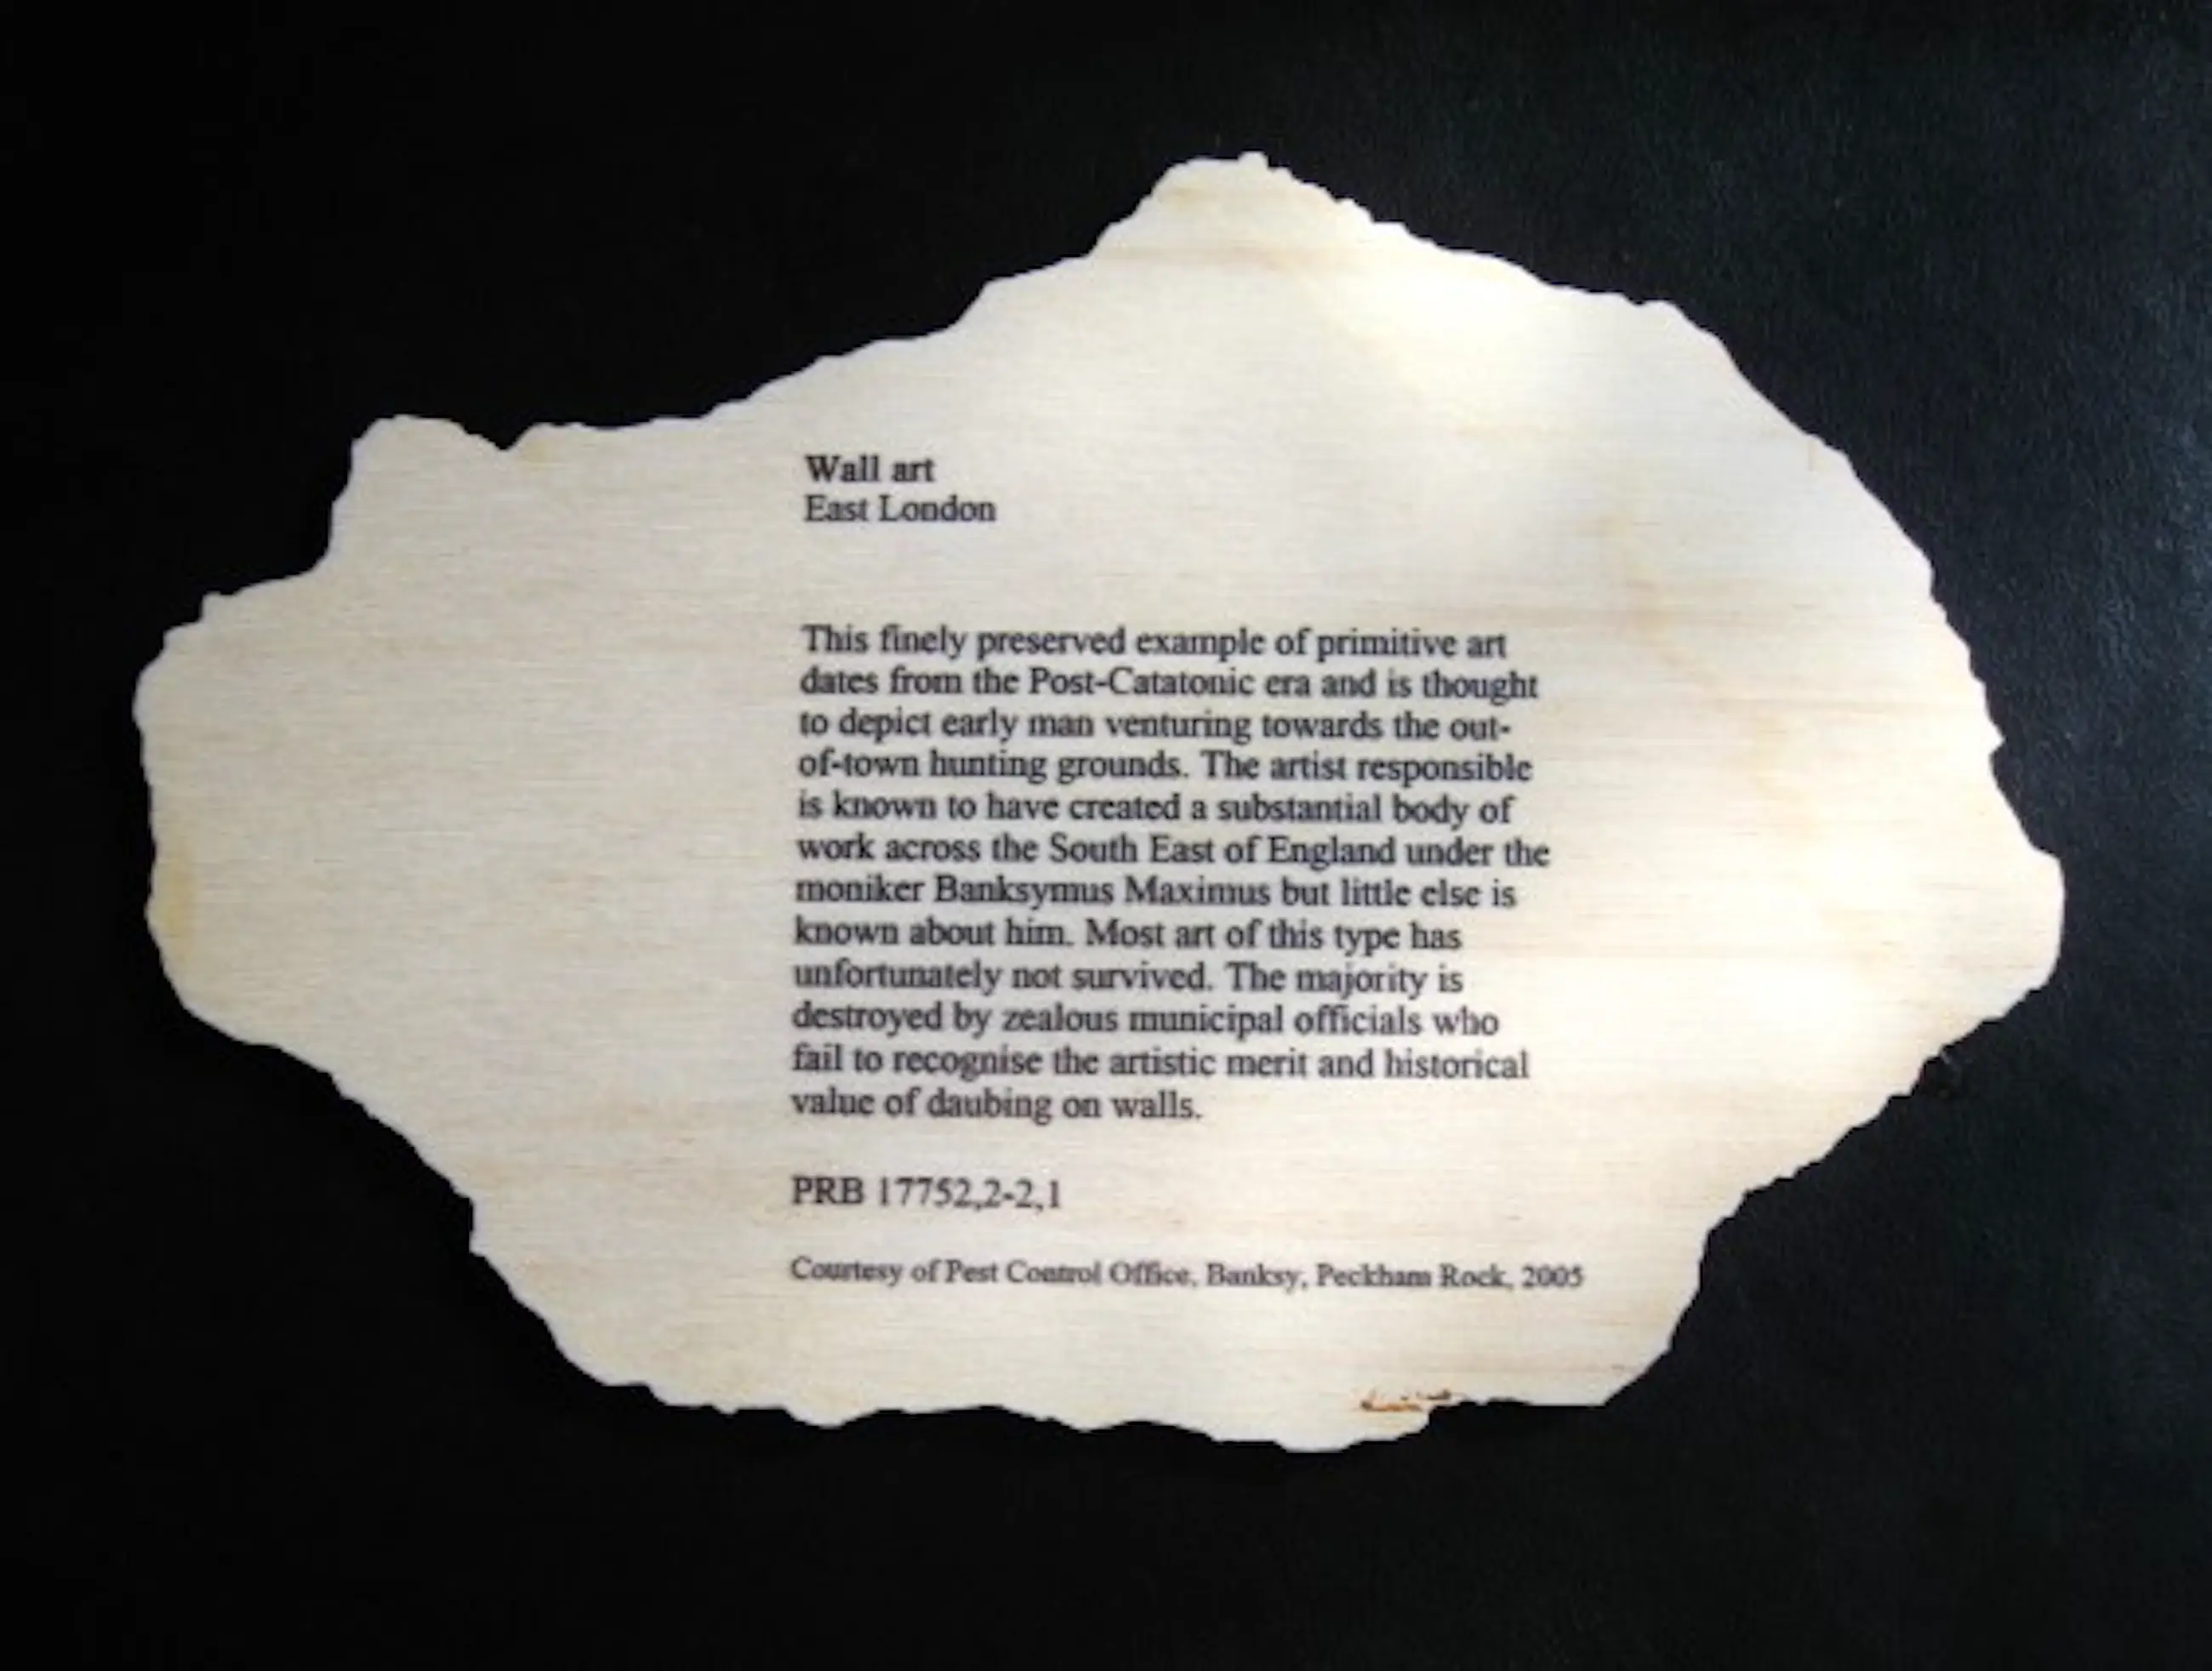 Wall art
East London
This finely preserved example of primitive art
dates from the Post-Catatonic era and is thought
to depict early man venturing towards the out-
of-town hunting grounds. The artist responsible
is known to have created a substantial body of
work across the South East of England under the
moniker Banksymus Maximus but little else is
known about him. Most art of this type has
unfortunately not survived. The majority is
destroyed by zealous municipal officials who
fail to recognise the artistic merit and historical
value of daubing on walls.
PRB 17752,2-2,1
Courtesy of Pest Control Office, Banksy, Peckham Rock, 2005